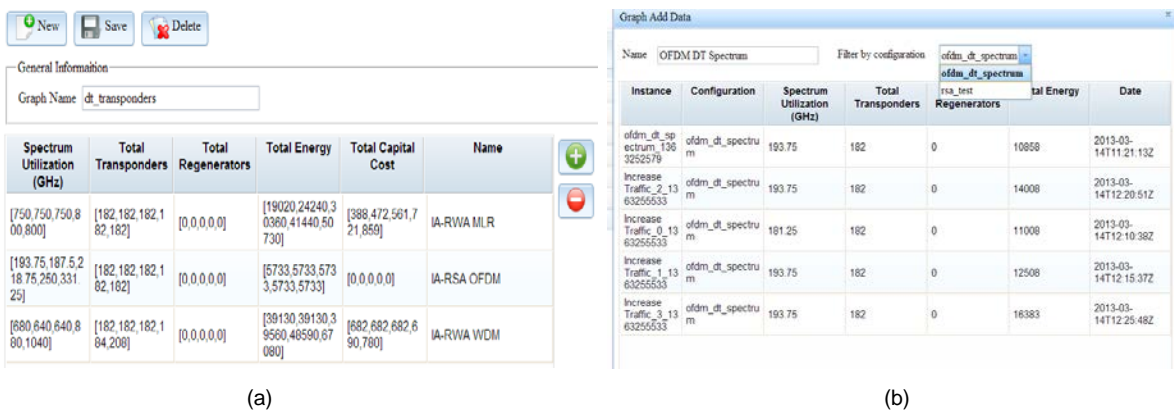 New Save Delete
General Informaition
Graph Name dt_transponders
Spectrum Utilization (GHz) Total Transponders Total Regenerators Total Energy Total Capital Cost Name
[750,750,750,8
00,800] [182,182,182,1
82,182] [0,0,0,0,0] [19020,24240,3
0360,41440,50
730] [388,472,561,7
21,859] IA-RWA MLR
[193.75,187.5,2
18.75,250,331.
25] [182,182,182,1
82,182] [0,0,0,0,0] [5733,5733,573
3,5733,5733] [0,0,0,0,0] IA-RSA OFDM
[680,640,640,8
80,1040] [182,182,182,1
84,208] [0,0,0,0,0] [39130,39130,3
9560,48590,67
080] [682,682,682,6
90,780] IA-RWA WDM
(a)
Graph Add Data
Name OFDM DT Spectrum Filter by configuration ofdm_dt_spectrum
ofdm_dt_spectrum
rsa_test
Instance Configuration Spectrum Utilization (GHz) Total Transponders Regenerators tal Energy Date
ofdm_dt_sp
ectrum_136
3252579 ofdm_dt_spectru
m 193.75 182 0 10858 2013-03-
14T11:21:13Z
Increase
Traffic_2_13
63255533 ofdm_dt_spectru
m 193.75 182 0 14008 2013-03-
14T12:20:51Z
Increase
Traffic_0_13
63255533 ofdm_dt_spectru
m 181.25 182 0 11008 2013-03-
14T12:10:38Z
Increase
Traffic_1_13
63255533 ofdm_dt_spectru
m 193.75 182 0 12508 2013-03-
14T12:15:37Z
Increase
Traffic_3_13
63255533 ofdm_dt_spectru
m 193.75 182 0 16383 2013-03-
14T12:25:48Z
(b)